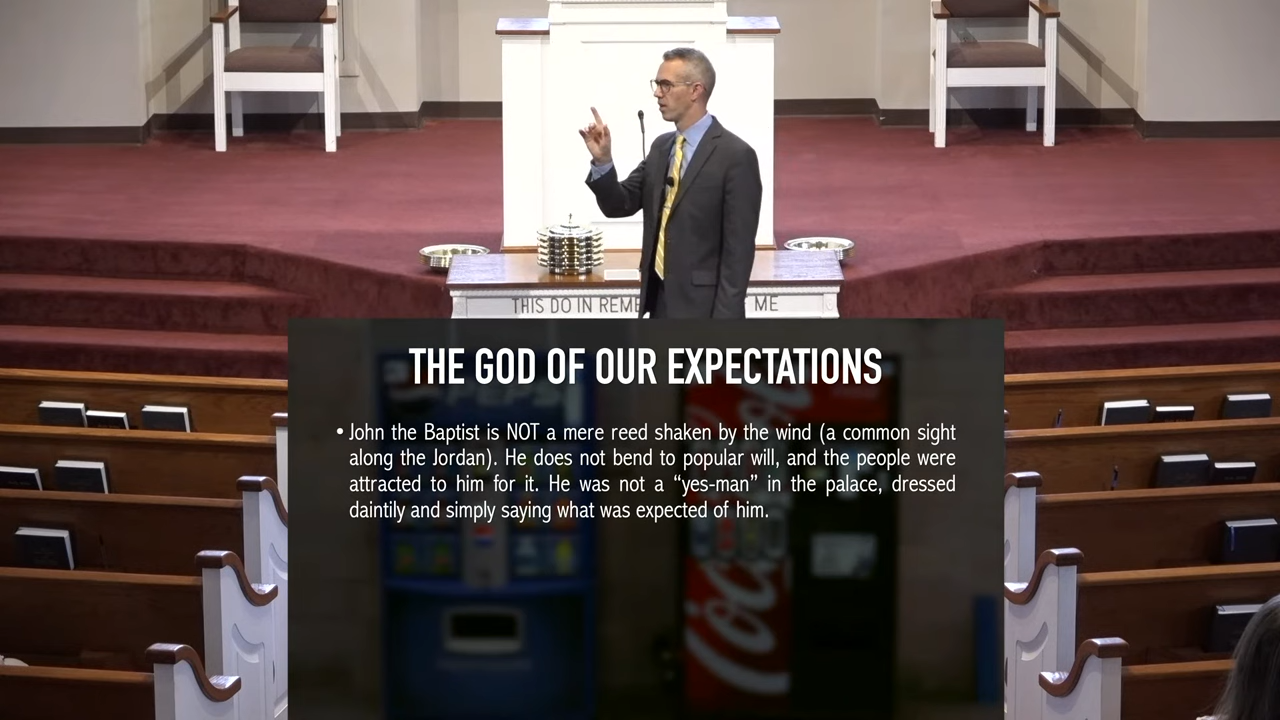 THIS DO IN REME ME
THE GOD OF OUR EXPECTATIONS
• John the Baptist is NOT a mere reed shaken by the wind (a common sight
along the Jordan). He does not bend to popular will, and the people were
attracted to him for it. He was not a “yes-man” in the palace, dressed
daintily and simply saying what was expected of him.
PEPSI
Coca